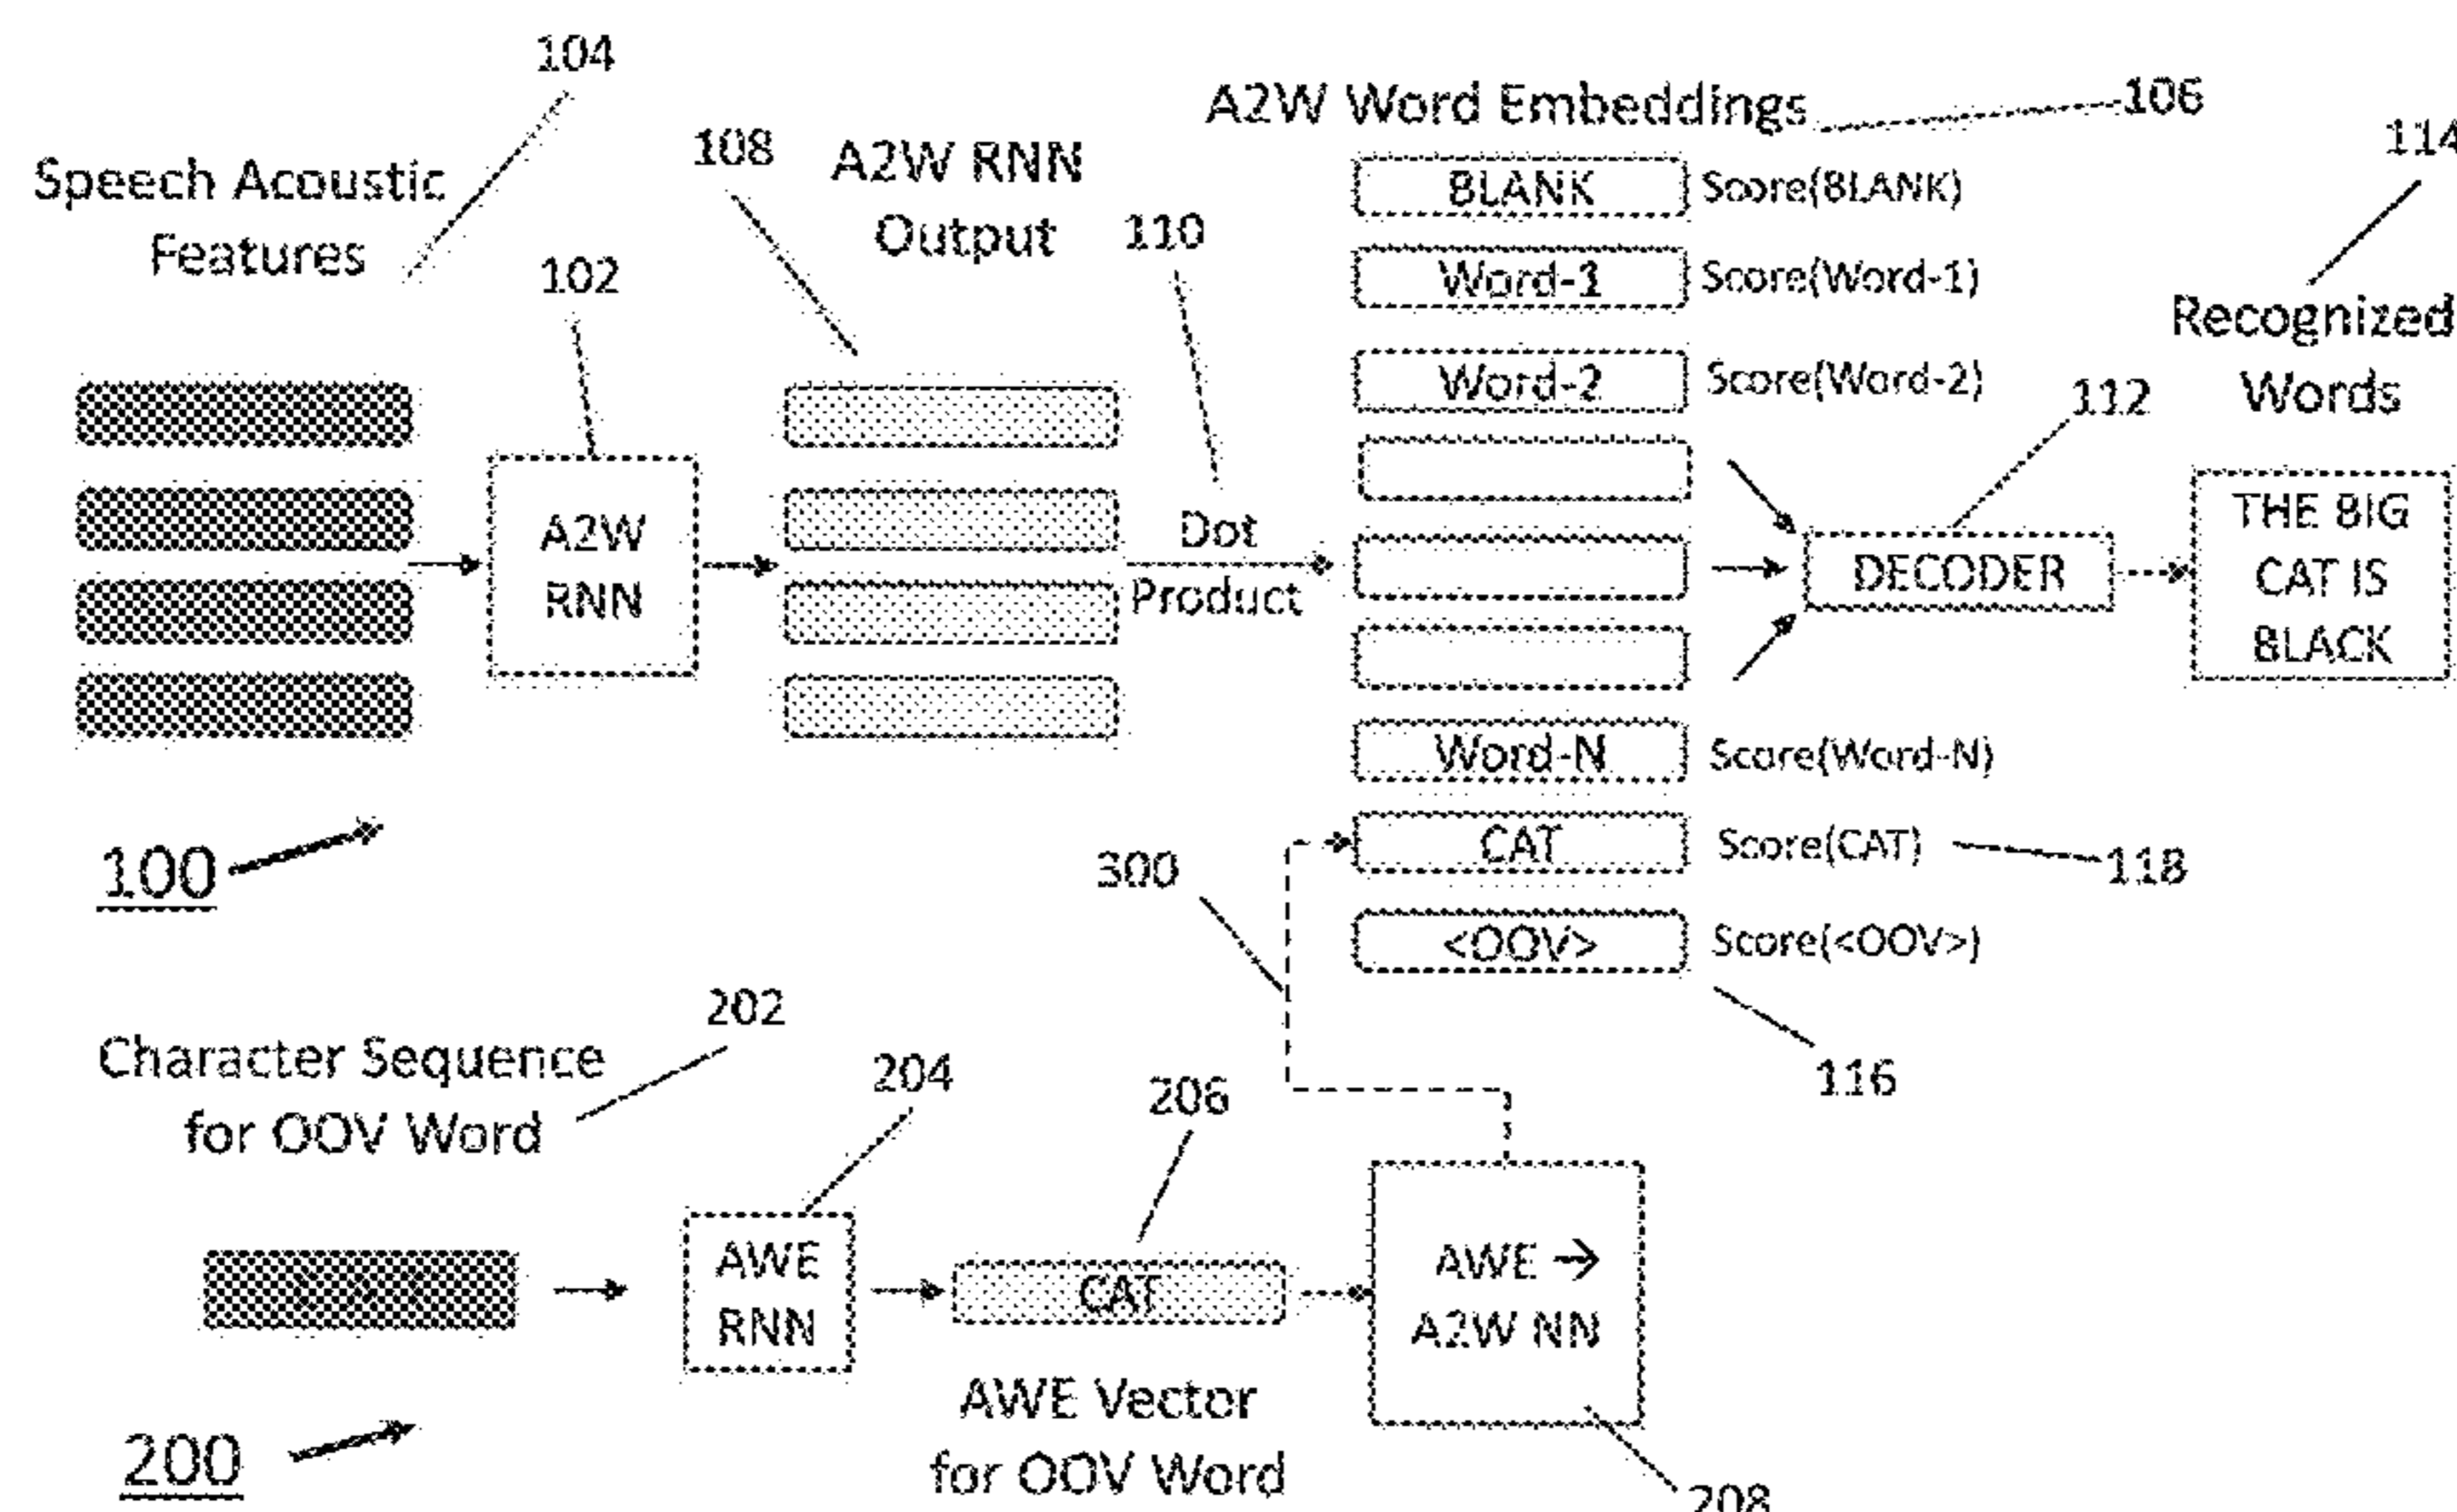 104
A2W Word Embeddings
106
114
Speech Acoustic
Features
108
A2W RNN
Output
110
102
BLANK
Score(BLANK)
Word-1
Score(Word-1)
Word-2
Score(Word-2)
Recognized
Words
112
A2W
RNN
Dot
Product
DECODER
THE BIG
CAT IS
BLACK
Word-N
Score(Word-N)
100
300
CAT
Score(CAT)
118
<OOV>
Score(<OOV>)
116
Character Sequence
for OOV Word
202
204
206
AWE
RNN
CAT
AWE →
A2W NN
AWE Vector
for OOV Word
200
208